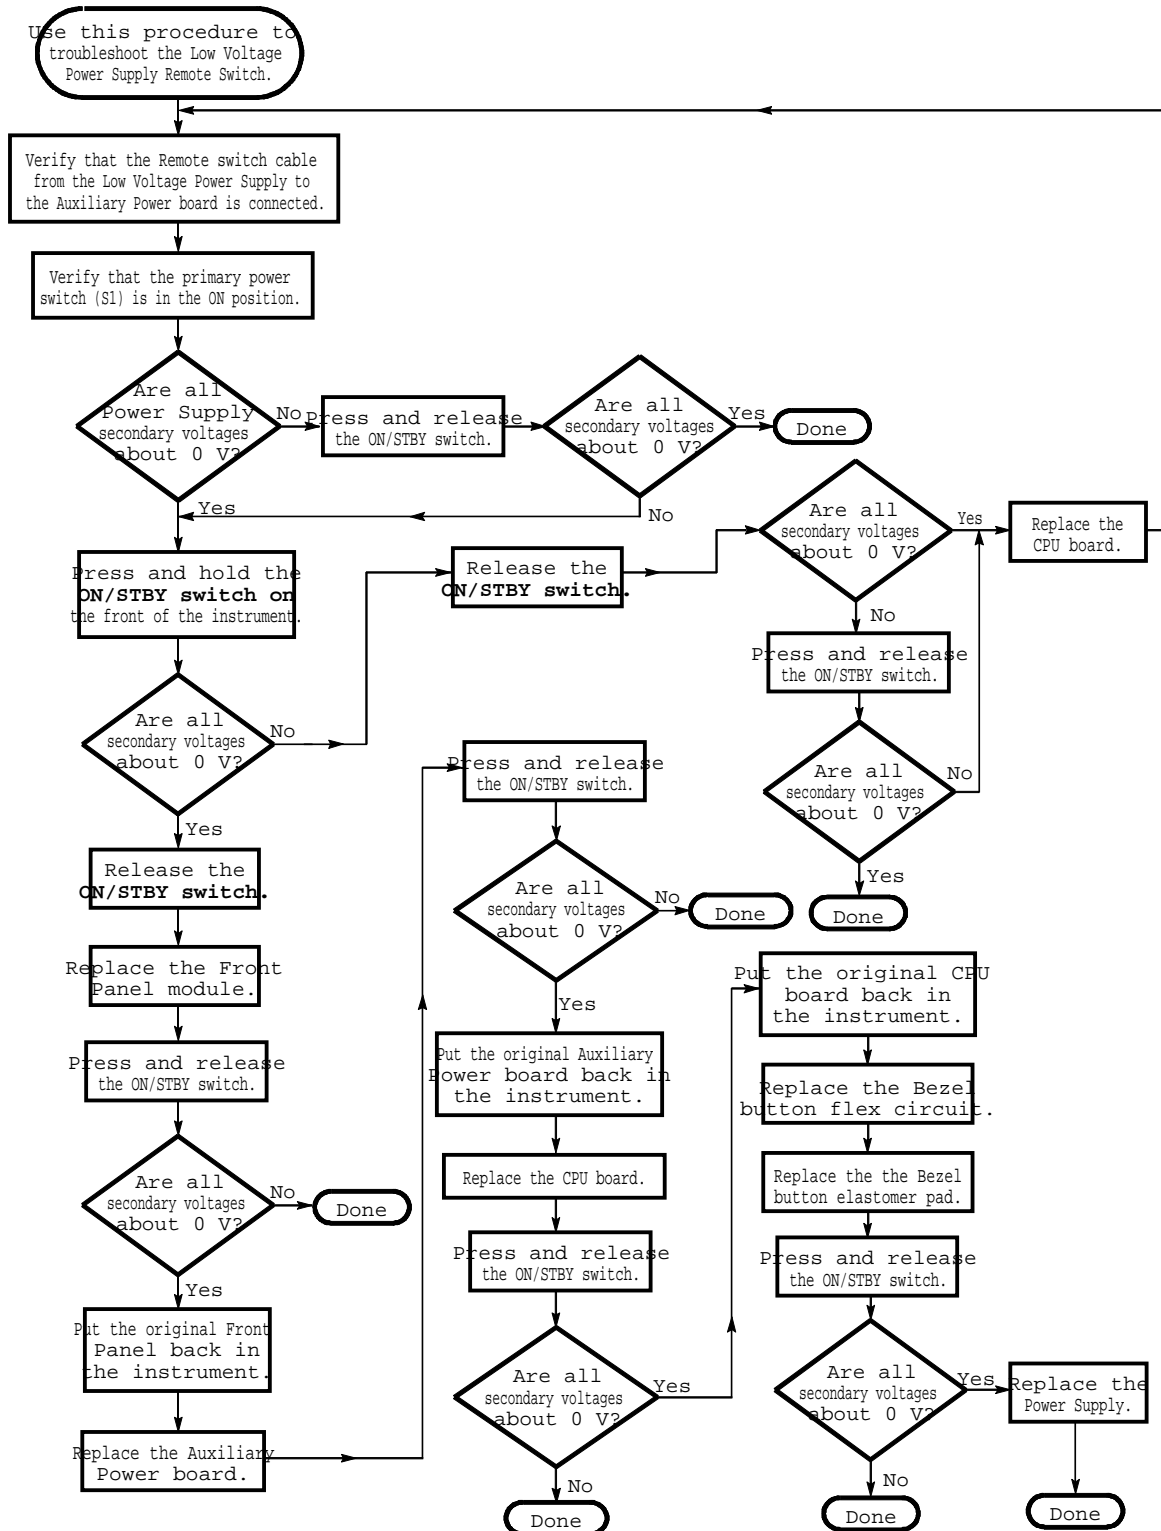 Use this procedure to
troubleshoot the Low Voltage
Power Supply Remote Switch.
Verify that the Remote switch cable
from the Low Voltage Power Supply to
the Auxiliary Power board is connected.
Verify that the primary power
switch (S1) is in the ON position.
Are all
Power Supply
secondary voltages
about 0 V?
No
Press and release
the ON/STBY switch.
Are all
secondary voltages
about 0 V?
Yes
Done
No
Yes
Press and hold the
ON/STBY switch on
the front of the instrument.
Are all
secondary voltages
about 0 V?
No
Release the
ON/STBY switch.
Are all
secondary voltages
about 0 V?
Yes
Replace the
CPU board.
No
Press and release
the ON/STBY switch.
Are all
secondary voltages
about 0 V?
No
Yes
Done
Yes
Release the
ON/STBY switch.
Replace the Front
Panel module.
Press and release
the ON/STBY switch.
Are all
secondary voltages
about 0 V?
No
Done
Yes
Put the original Front
Panel back in
the instrument.
Replace the Auxiliary
Power board.
Press and release
the ON/STBY switch.
Are all
secondary voltages
about 0 V?
No
Done
Yes
Put the original Auxiliary
Power board back in
the instrument.
Replace the CPU board.
Press and release
the ON/STBY switch.
Are all
secondary voltages
about 0 V?
Yes
No
Done
Put the original CPU
board back in
the instrument.
Replace the Bezel
button flex circuit.
Replace the the Bezel
button elastomer pad.
Press and release
the ON/STBY switch.
Are all
secondary voltages
about 0 V?
Yes
Replace the
Power Supply.
No
Done
Done